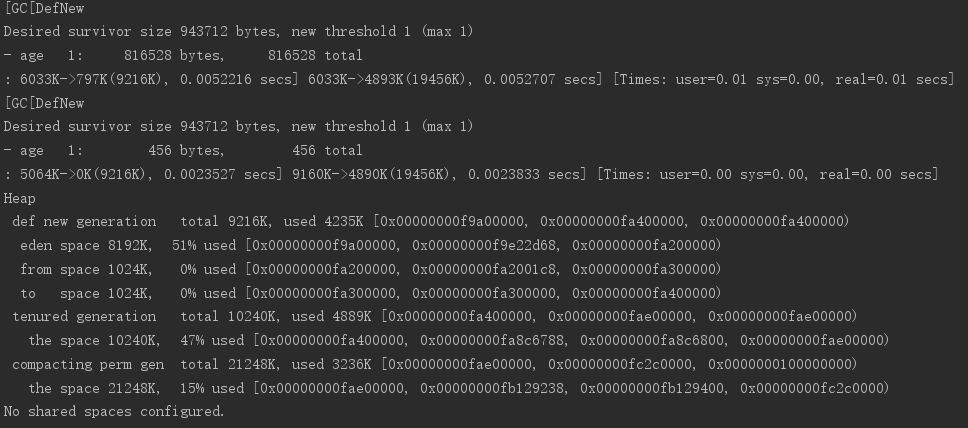 [GC[DefNew
Desired survivor size 943712 bytes, new threshold 1 (max 1)
- age   1:     816528 bytes,     816528 total
: 6033K->797K(9216K), 0.0052216 secs] 6033K->4893K(19456K), 0.0052707 secs] [Times: user=0.01 sys=0.00, real=0.01 secs]
[GC[DefNew
Desired survivor size 943712 bytes, new threshold 1 (max 1)
- age   1:        456 bytes,        456 total
: 5064K->0K(9216K), 0.0023527 secs] 9160K->4890K(19456K), 0.0023833 secs] [Times: user=0.00 sys=0.00, real=0.00 secs]
Heap
 def new generation   total 9216K, used 4235K [0x00000000f9a00000, 0x00000000fa400000, 0x00000000fa400000)
  eden space 8192K,  51% used [0x00000000f9a00000, 0x00000000f9e22d68, 0x00000000fa200000)
  from space 1024K,   0% used [0x00000000fa200000, 0x00000000fa2001c8, 0x00000000fa300000)
  to   space 1024K,   0% used [0x00000000fa300000, 0x00000000fa300000, 0x00000000fa400000)
 tenured generation   total 10240K, used 4889K [0x00000000fa400000, 0x00000000fae00000, 0x00000000fae00000)
   the space 10240K,  47% used [0x00000000fa400000, 0x00000000fa8c6788, 0x00000000fa8c6800, 0x00000000fae00000)
 compacting perm gen  total 21248K, used 3236K [0x00000000fae00000, 0x00000000fc2c0000, 0x0000000100000000)
   the space 21248K,  15% used [0x00000000fae00000, 0x00000000fb129238, 0x00000000fb129400, 0x00000000fc2c0000)
No shared spaces configured.